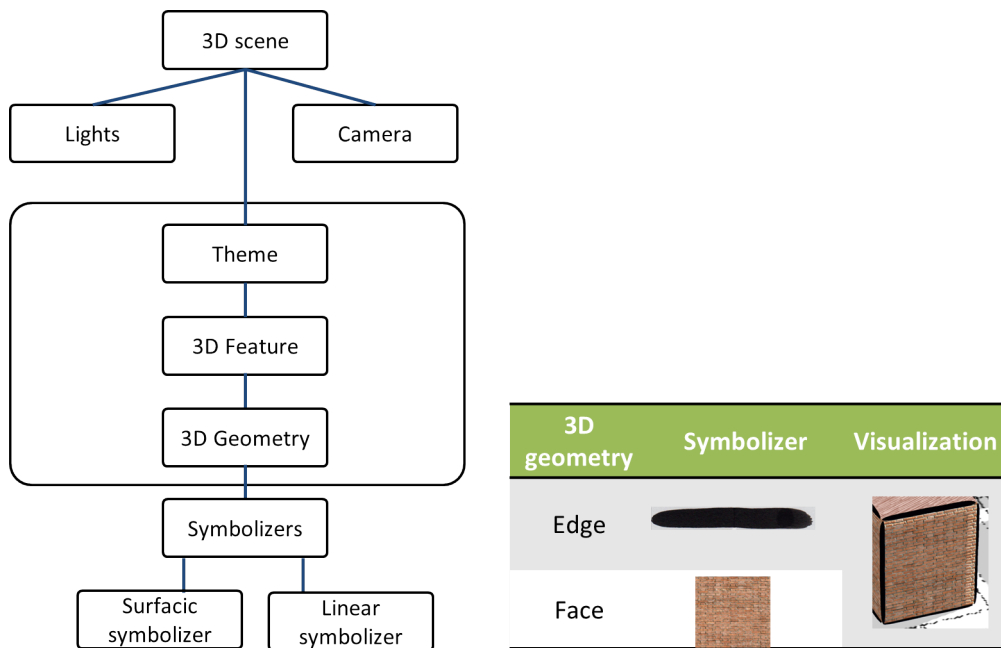 3D scene
Lights
Camera
Theme
3D Feature
3D Geometry
Symbolizers
Surfacic
symbolizer
Linear
symbolizer
3D
geometry
Symbolizer
Visualization
Edge
Face